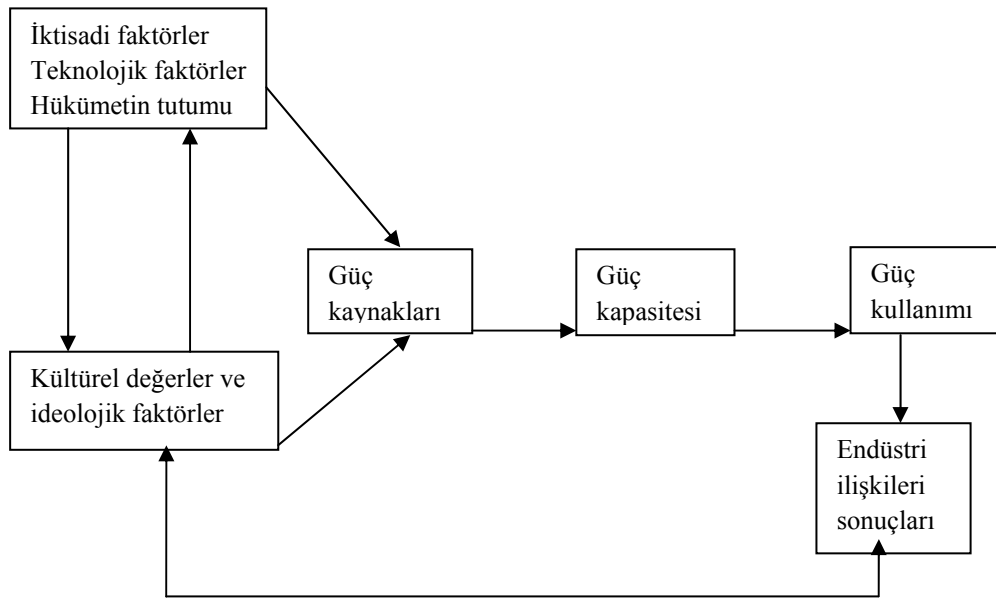 İktisadi faktörler
Teknolojik faktörler
Hükümetin tutumu
Güç
kaynakları
Güç
kapasitesi
Güç
kullanımı
Kültürel değerler ve
ideolojik faktörler
Endüstri
ilişkileri
sonuçları